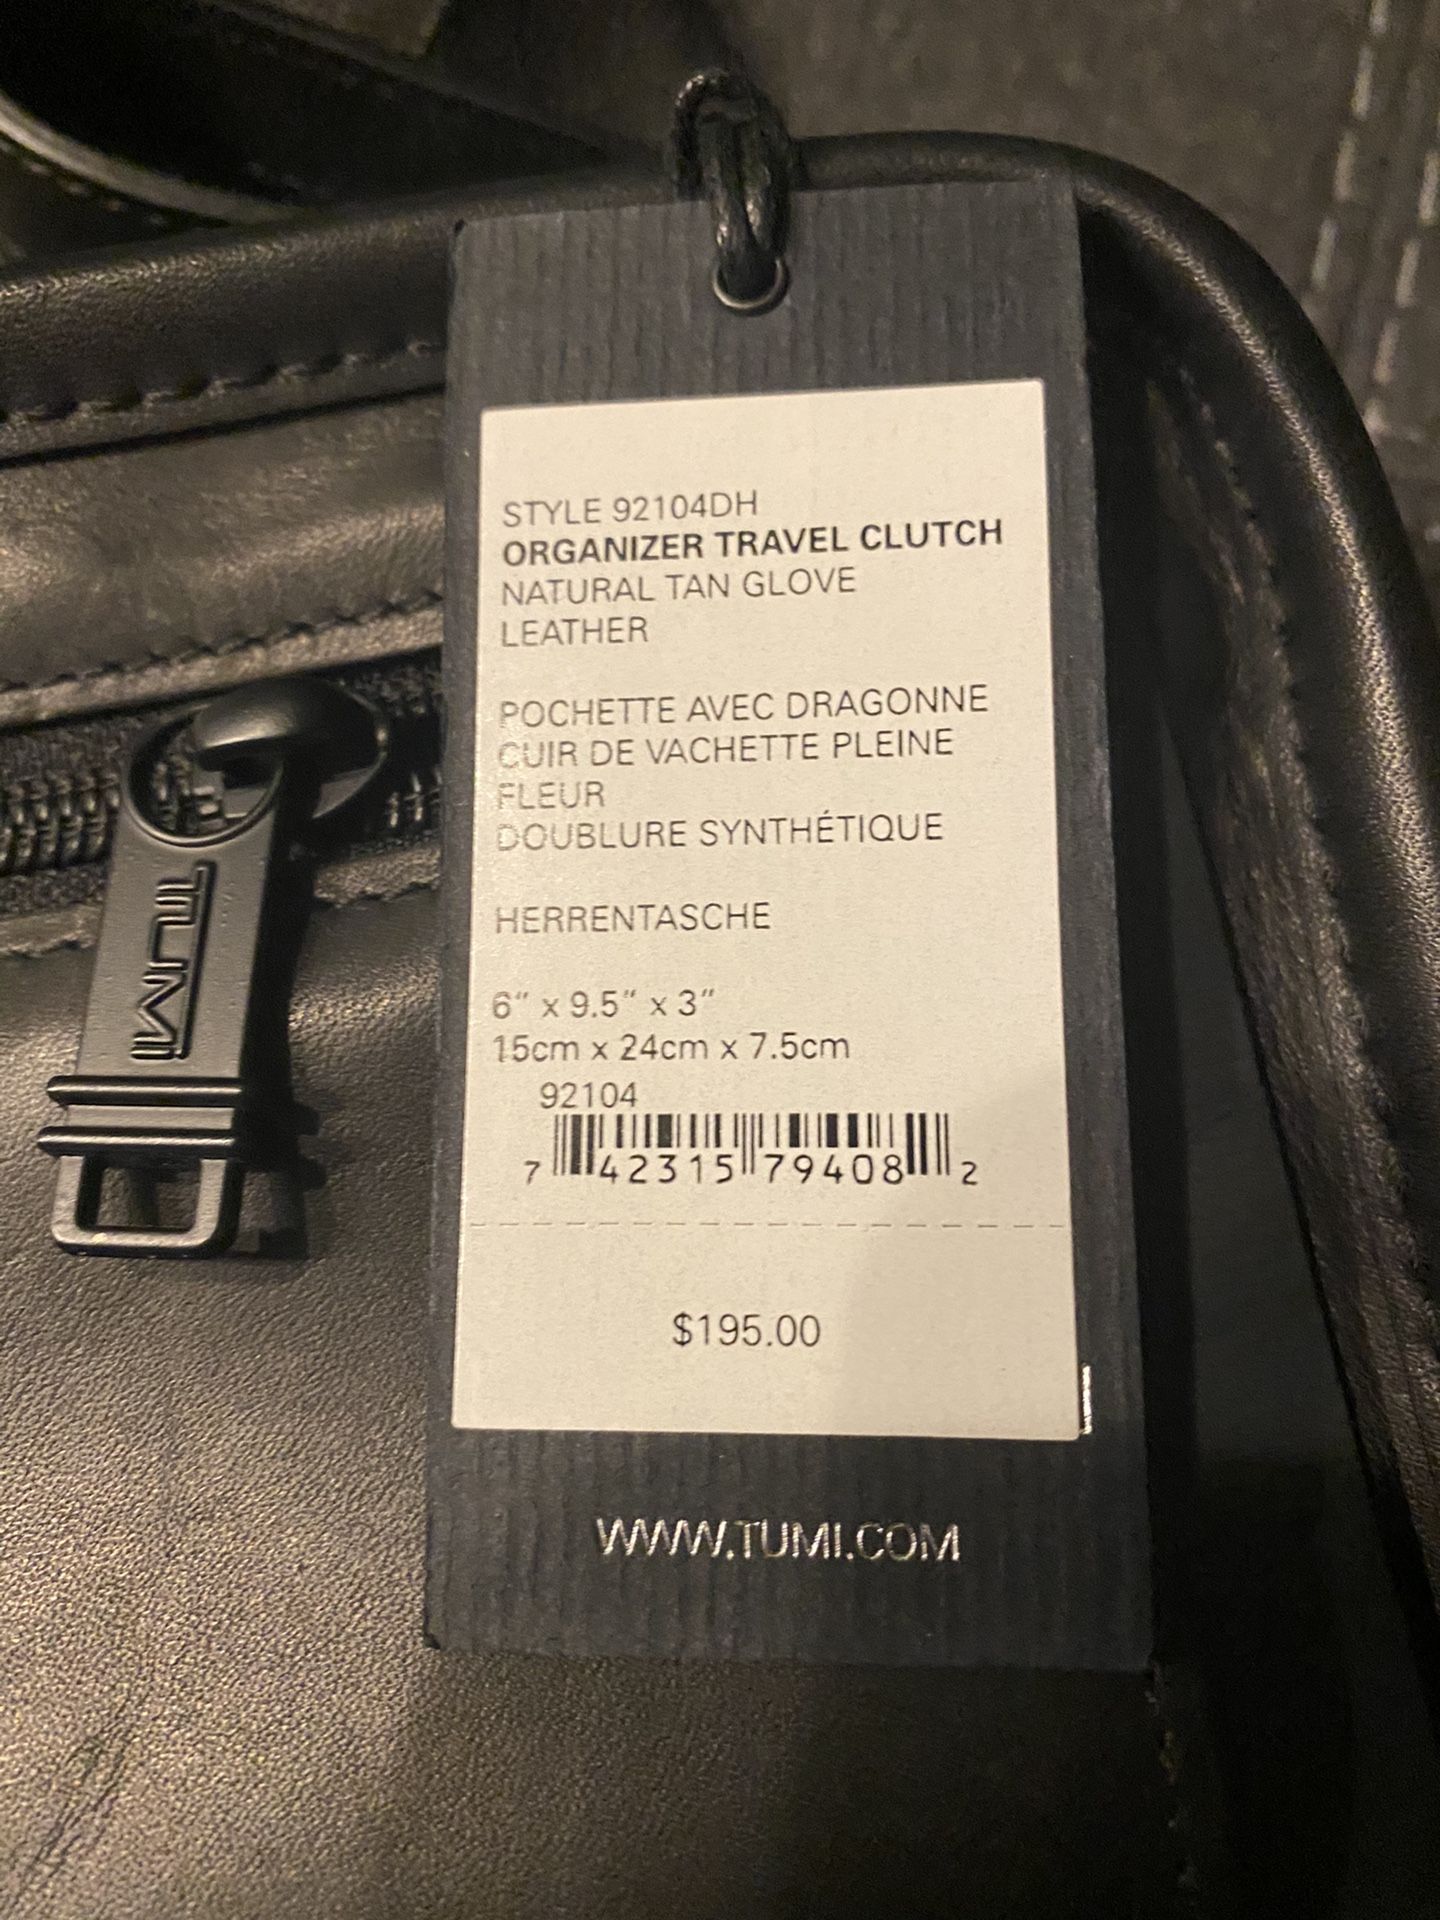 STYLE 92104DH
ORGANIZER TRAVEL CLUTCH
NATURAL TAN GLOVE
LEATHER
POCHETTE AVEC DRAGONNE
CUIR DE VACHETTE PLEINE
FLEUR
DOUBLURE SYNTHÉTIQUE
HERRENTASCHE
6" x 9.5" x 3"
15cm x 24cm x 7.5cm
92104
7 42315 79408 2
$195.00
WWW.TUMI.COM
TUMI